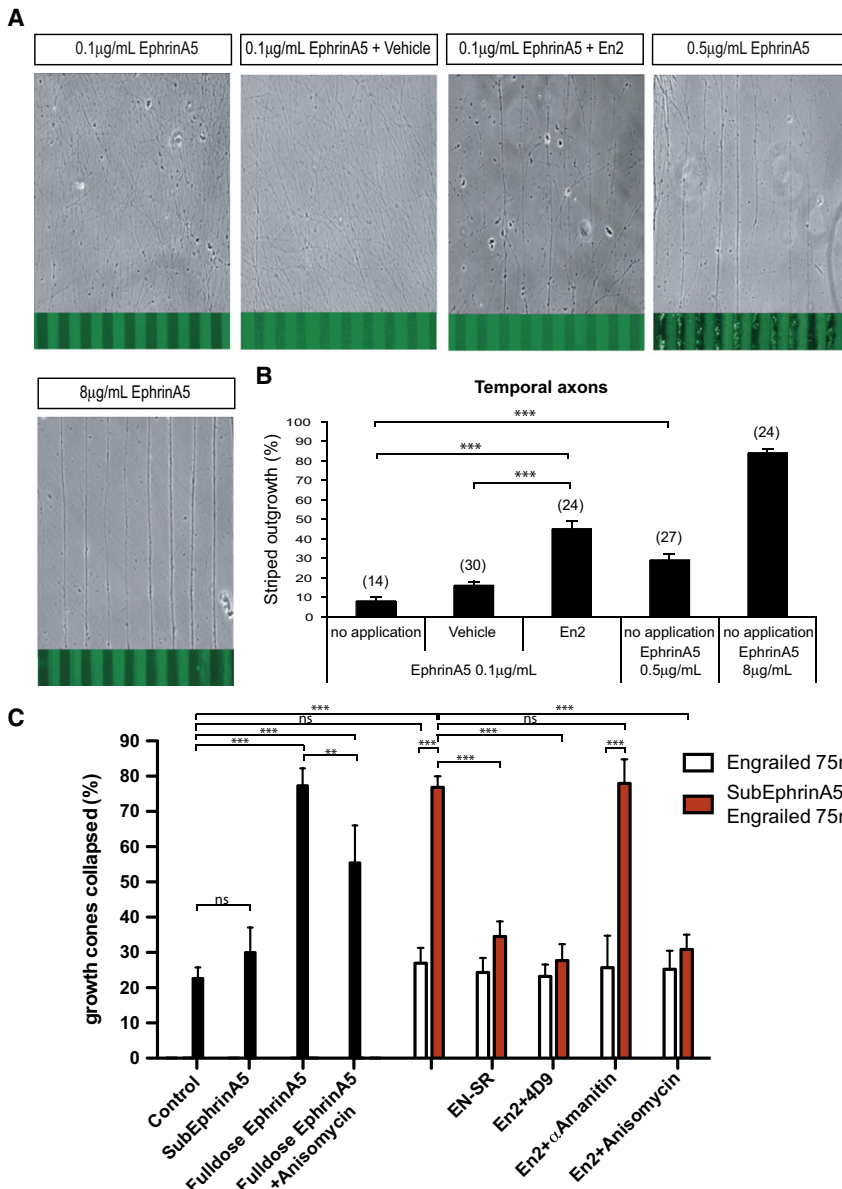 A
0.1µg/mL EphrinA5
0.1µg/mL EphrinA5 + Vehicle
0.1µg/mL EphrinA5 + En2
0.5µg/mL EphrinA5
8µg/mL EphrinA5
B
Temporal axons
Striped outgrowth (%)
100
90
80
70
60
50
40
30
20
10
0
***
***
***
(14)
(30)
(24)
(27)
(24)
no application
Vehicle
En2
no application
EphrinA5
0.5µg/mL
no application
EphrinA5
8µg/mL
EphrinA5 0.1µg/mL
C
growth cones collapsed (%)
90
80
70
60
50
40
30
20
10
0
***
***
ns
ns
***
***
***
**
***
***
***
ns
Engrailed 75n
SubEphrinA5
Engrailed 75n
Control
SubEphrinA5
Fulldose EphrinA5
Fulldose EphrinA5
+Anisomycin
EN-SR
En2+4D9
En2+αAmanitin
En2+Anisomycin